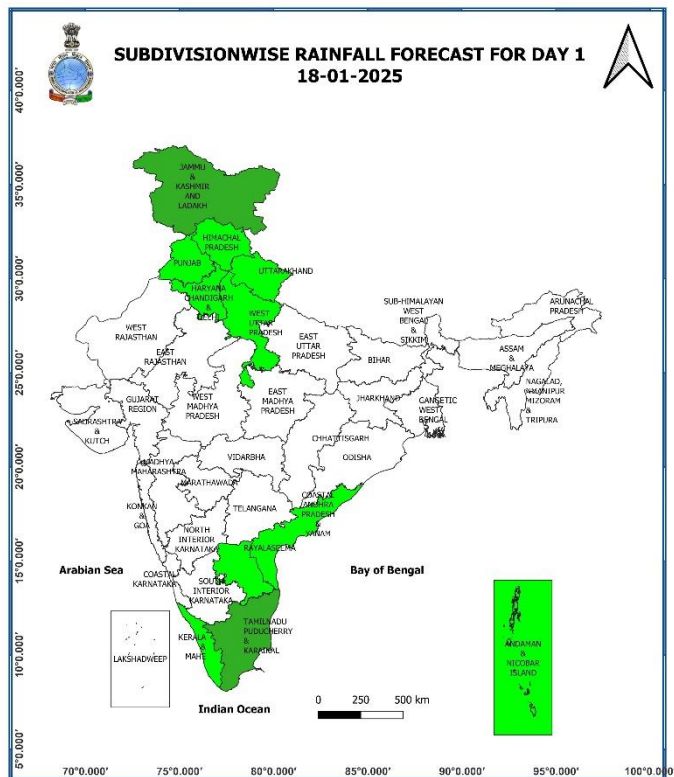 SUBDIVISIONWISE RAINFALL FORECAST FOR DAY 1
18-01-2025
40°0.000'
35°0.000'
30°0.000'
25°0.000'
20°0.000'
15°0.000'
10°0.000'
5°0.000'
JAMMU
&
KASHMIR
AND
LADAKH
HIMACHAL
PRADESH
PUNJAB
UTTARAKHAND
HARYANA
CHANDIGARH
&
DELHI
WEST
UTTAR
PRADESH
WEST
RAJASTHAN
EAST
RAJASTHAN
EAST
UTTAR
PRADESH
SUB-HIMALAYAN
WEST
BENGAL
&
SIKKIM
ARUNACHAL
PRADESH
ASSAM
&
MEGHALAYA
NAGALAD,
MANIPUR
MIZORAM
&
TRIPURA
BIHAR
GUJARAT
REGION
SAURASHTRA
&
KUTCH
WEST
MADHYA
PRADESH
EAST
MADHYA
PRADESH
JHARKHAND
GANGETIC
WEST
BENGAL
CHHATTISGARH
ODISHA
VIDARBHA
MADHYA
MAHARASHTRA
MARATHAWADA
KONKAN
&
GOA
TELANGANA
COASTAL
ANDHRA
PRADESH
&
YANAM
NORTH
INTERIOR
KARNATAKA
RAYALASEEMA
COASTAL
KARNATAKA
SOUTH
INTERIOR
KARNATAKA
Arabian Sea
Bay of Bengal
TAMILNADU
PUDUCHERRY
&
KARAIKAL
KERALA
&
MAHE
LAKSHADWEEP
ANDAMAN
&
NICOBAR
ISLAND
Indian Ocean
0 250 500 km
70°0.000' 75°0.000' 80°0.000' 85°0.000' 90°0.000' 95°0.000' 100°0.000'